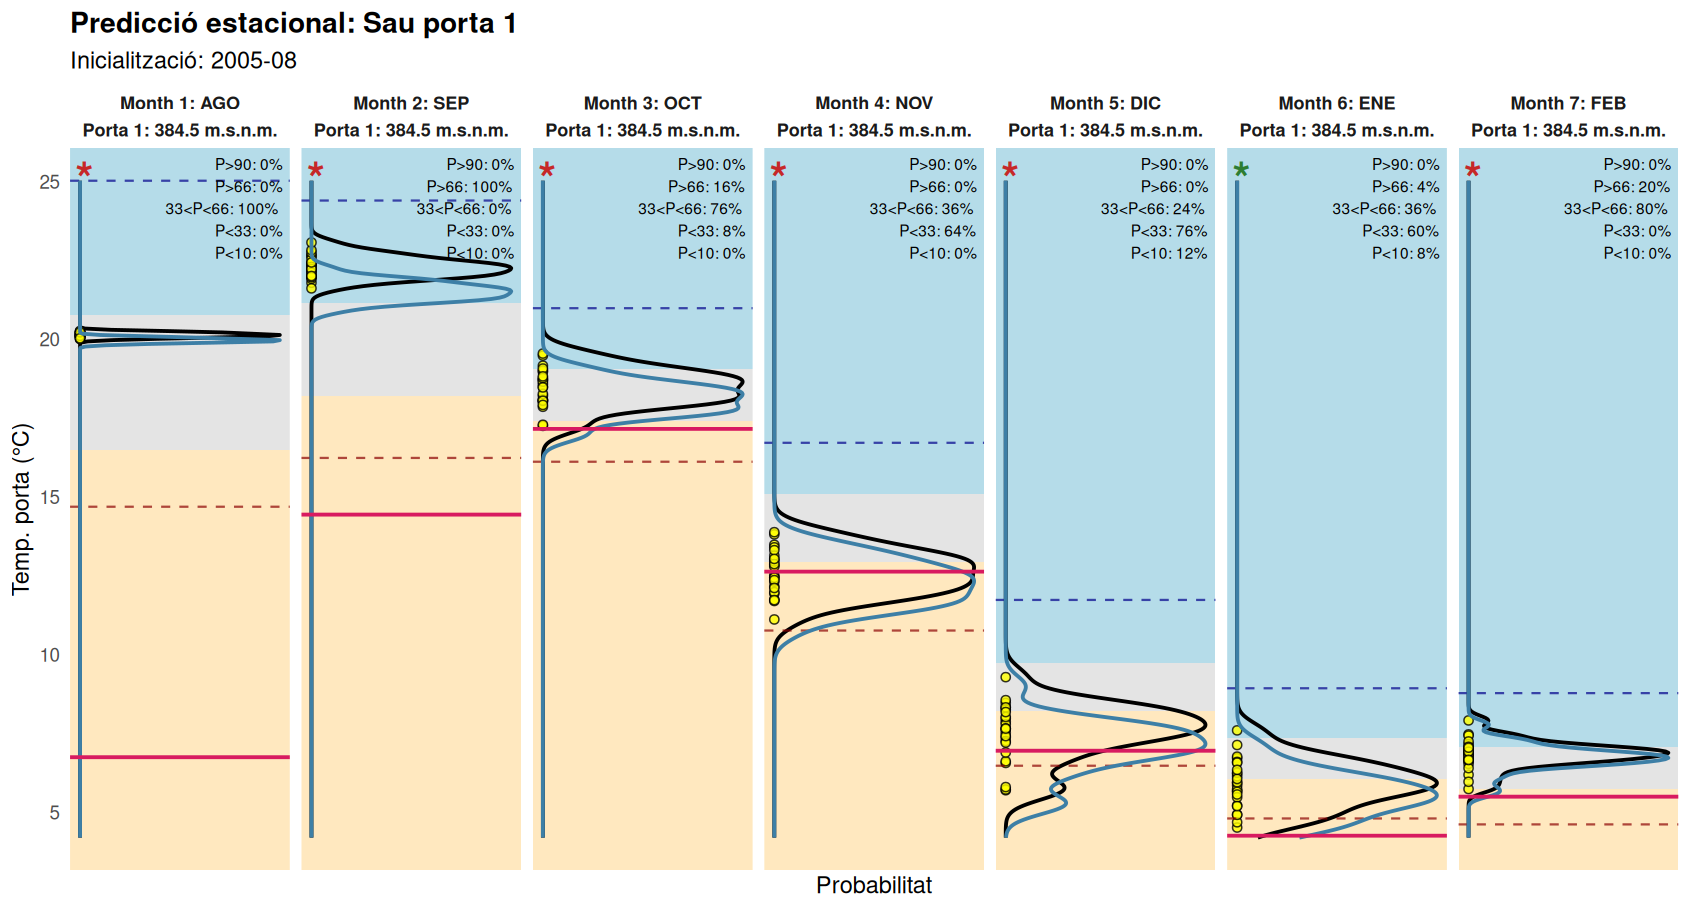 Predicció estacional: Sau porta 1
Inicialització: 2005-08
Month 1: AGO
Porta 1: 384.5 m.s.n.m.
Month 2: SEP
Porta 1: 384.5 m.s.n.m.
Month 3: OCT
Porta 1: 384.5 m.s.n.m.
Month 4: NOV
Porta 1: 384.5 m.s.n.m.
Month 5: DIC
Porta 1: 384.5 m.s.n.m.
Month 6: ENE
Porta 1: 384.5 m.s.n.m.
Month 7: FEB
Porta 1: 384.5 m.s.n.m.
*
P>90: 0%
P>66: 0%
33<P<66: 100%
P<33: 0%
P<10: 0%
*
P>90: 0%
P>66: 100%
33<P<66: 0%
P<33: 0%
P<10: 0%
*
P>90: 0%
P>66: 16%
33<P<66: 76%
P<33: 8%
P<10: 0%
*
P>90: 0%
P>66: 0%
33<P<66: 36%
P<33: 64%
P<10: 0%
*
P>90: 0%
P>66: 0%
33<P<66: 24%
P<33: 76%
P<10: 12%
*
P>90: 0%
P>66: 4%
33<P<66: 36%
P<33: 60%
P<10: 8%
*
P>90: 0%
P>66: 20%
33<P<66: 80%
P<33: 0%
P<10: 0%
25
20
15
10
5
Temp. porta (°C)
Probabilitat